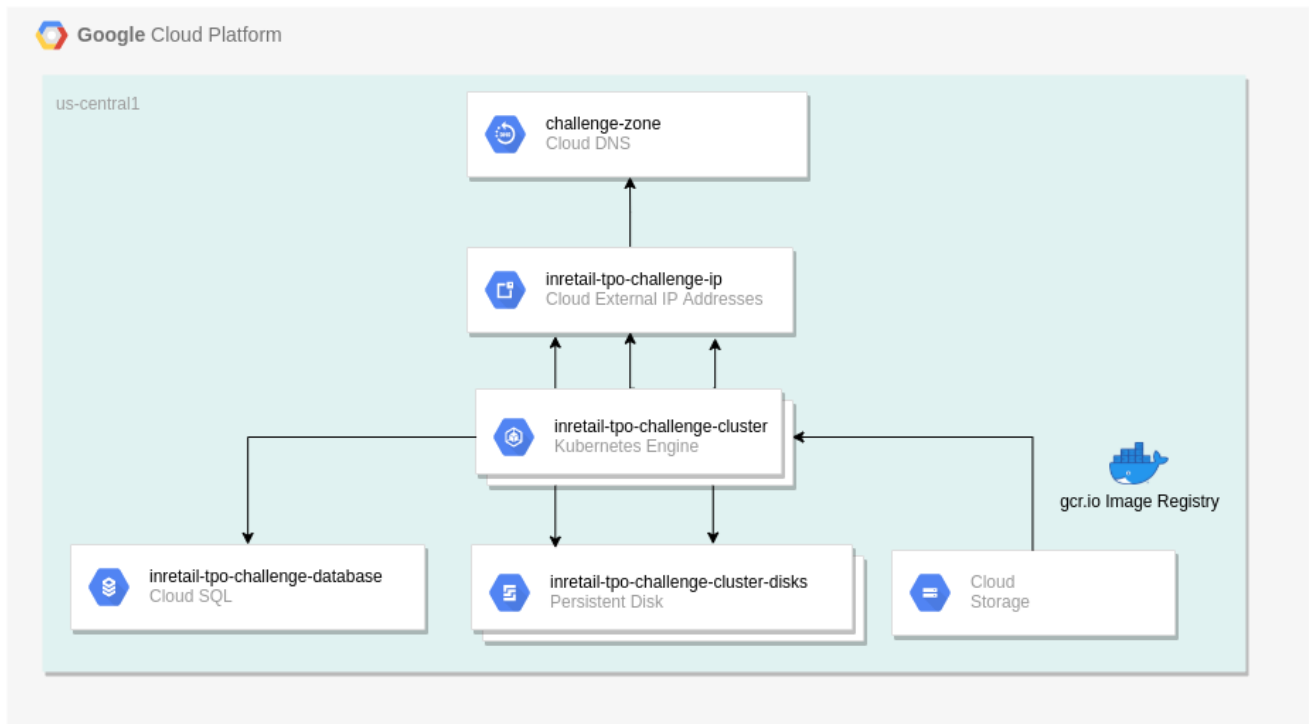 Google Cloud Platform
us-central1
challenge-zone
Cloud DNS
inretail-tpo-challenge-ip
Cloud External IP Addresses
inretail-tpo-challenge-cluster
Kubernetes Engine
gcr.io Image Registry
inretail-tpo-challenge-database
Cloud SQL
inretail-tpo-challenge-cluster-disks
Persistent Disk
Cloud
Storage